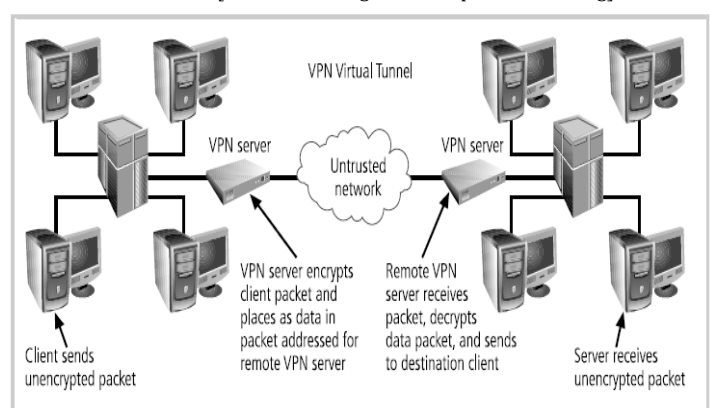 VPN Virtual Tunnel
VPN server
Untrusted
network
VPN server
VPN server encrypts
client packet and
places as data in
packet addressed for
remote VPN server
Remote VPN
server receives
packet, decrypts
data packet, and sends
to destination client
Client sends
unencrypted packet
Server receives
unencrypted packet